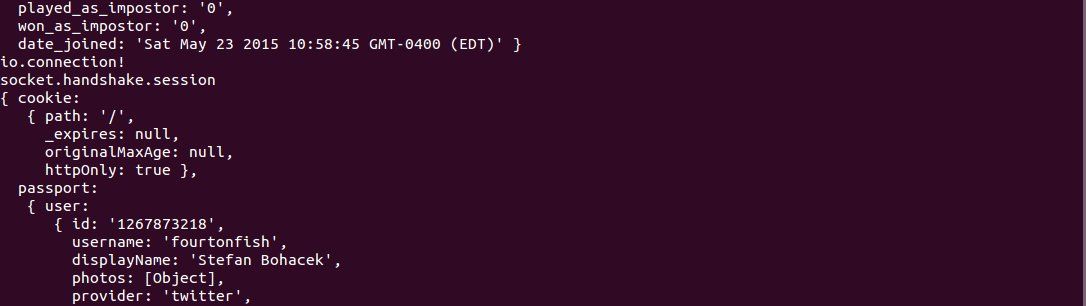 played_as_impostor: '0',
won_as_impostor: '0',
date_joined: 'Sat May 23 2015 10:58:45 GMT-0400 (EDT)' }
io.connection!
socket.handshake.session
{ cookie:
{ path: '/',
_expires: null,
originalMaxAge: null,
httpOnly: true },
passport:
{ user:
{ id: '1267873218',
username: 'fourtonfish',
displayName: 'Stefan Bohacek',
photos: [Object],
provider: 'twitter',